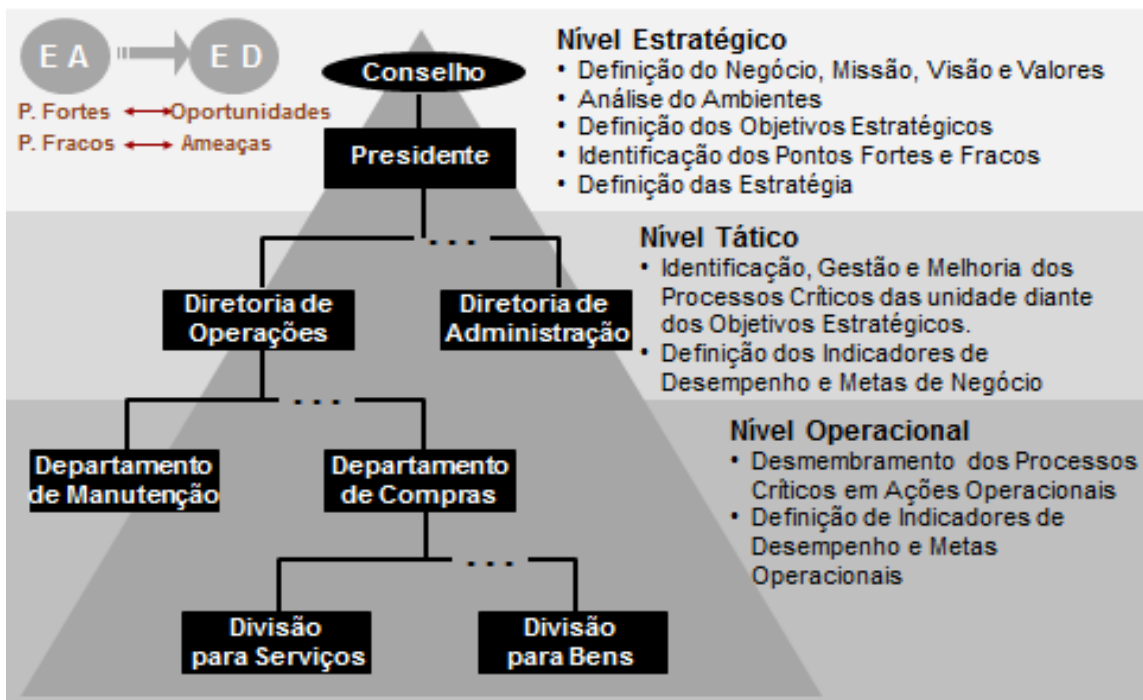 E A
E D
P. Fortes
Oportunidades
P. Fracos
Ameaças
Conselho
Presidente
Nível Estratégico
• Definição do Negócio, Missão, Visão e Valores
• Análise do Ambientes
• Definição dos Objetivos Estratégicos
• Identificação dos Pontos Fortes e Fracos
• Definição das Estratégia
. . .
Diretoria de
Operações
Diretoria de
Administração
Nível Tático
• Identificação, Gestão e Melhoria dos
Processos Críticos das unidade diante
dos Objetivos Estratégicos.
• Definição dos Indicadores de
Desempenho e Metas de Negócio
. . .
Departamento
de Manutenção
Departamento
de Compras
Nível Operacional
• Desmembramento dos Processos
Críticos em Ações Operacionais
• Definição de Indicadores de
Desempenho e Metas
Operacionais
. . .
Divisão
para Serviços
Divisão
para Bens